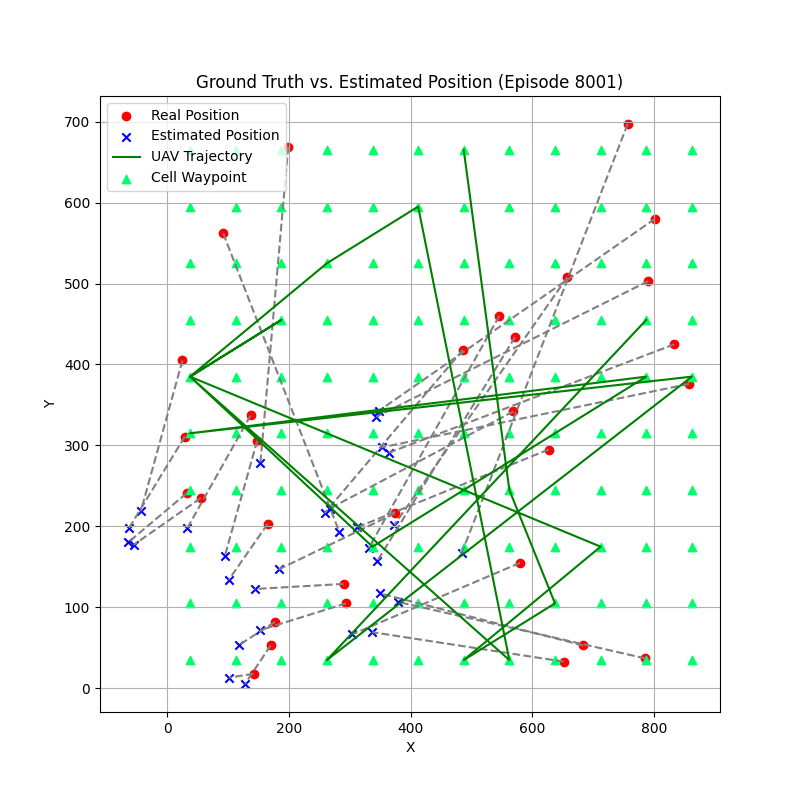 Ground Truth vs. Estimated Position (Episode 8001)
Real Position
Estimated Position
UAV Trajectory
Cell Waypoint
700
600
500
400
300
200
100
0
Y
0 200 400 600 800
X